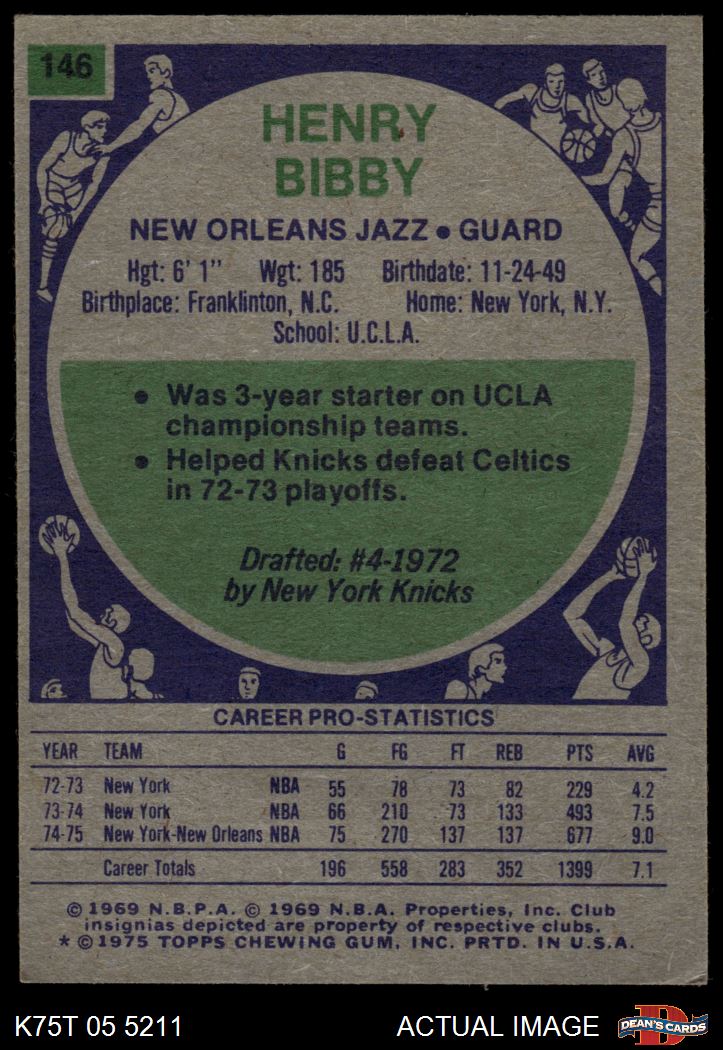 146
HENRY
BIBBY
NEW ORLEANS JAZZ • GUARD
Hgt: 6' 1" Wgt: 185 Birthdate: 11-24-49
Birthplace: Franklinton, N.C. Home: New York, N.Y.
School: U.C.L.A.
• Was 3-year starter on UCLA
championship teams.
• Helped Knicks defeat Celtics
in 72-73 playoffs.
Drafted: #4-1972
by New York Knicks
CAREER PRO-STATISTICS
YEAR TEAM G FG FT REB PTS AVG
72-73 New York NBA 55 78 73 82 229 4.2
73-74 New York NBA 66 210 73 133 493 7.5
74-75 New York-New Orleans NBA 75 270 137 137 677 9.0
Career Totals 196 558 283 352 1399 7.1
© 1969 N.B.P.A. © 1969 N.B.A. Properties, Inc. Club
insignias depicted are property of respective clubs.
* © 1975 TOPPS CHEWING GUM, INC. PRTD. IN U.S.A.
K75T 05 5211 ACTUAL IMAGE D DEAN'S CARDS